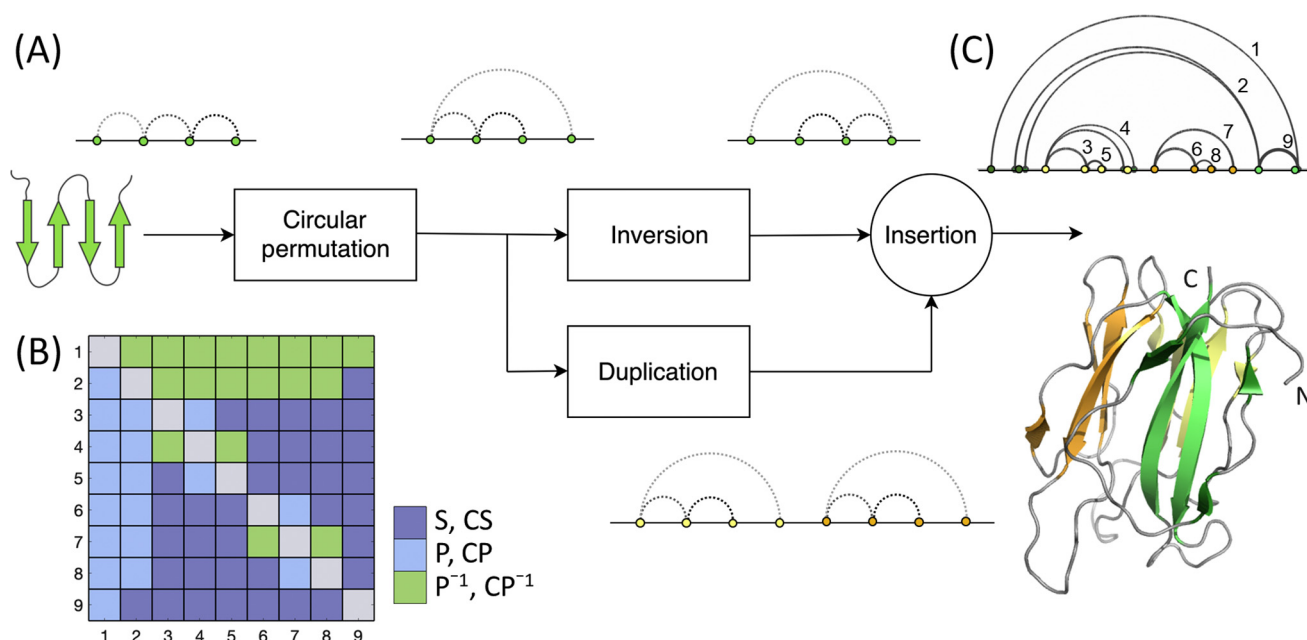 (A)
(C)
1
2
4
7
3
5
6
8
9
Circular
permutation
Inversion
Insertion
Duplication
C
N
(B)
1
2
3
4
5
6
7
8
9
1 2 3 4 5 6 7 8 9
S, CS
P, CP
P⁻¹, CP⁻¹